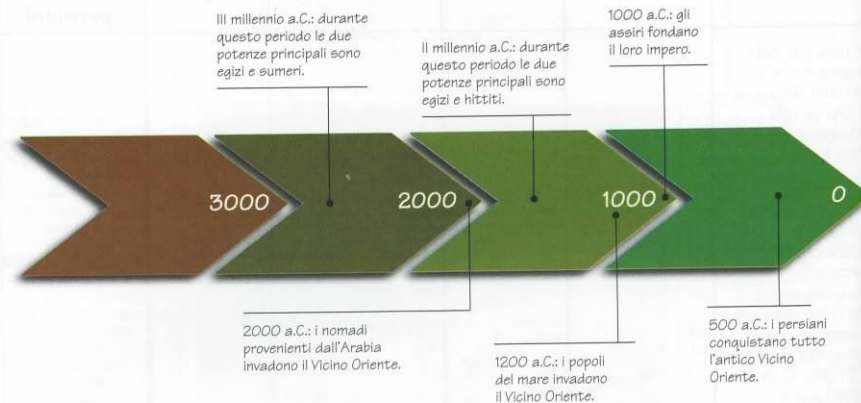 III millennio a.C.: durante
questo periodo le due
potenze principali sono
egizi e sumeri.
II millennio a.C.: durante
questo periodo le due
potenze principali sono
egizi e hittiti.
1000 a.C.: gli
assiri fondano
il loro impero.
3000
2000
1000
0
2000 a.C.: i nomadi
provenienti dall'Arabia
invadono il Vicino Oriente.
1200 a.C.: i popoli
del mare invadono
il Vicino Oriente.
500 a.C.: i persiani
conquistano tutto
l'antico Vicino
Oriente.